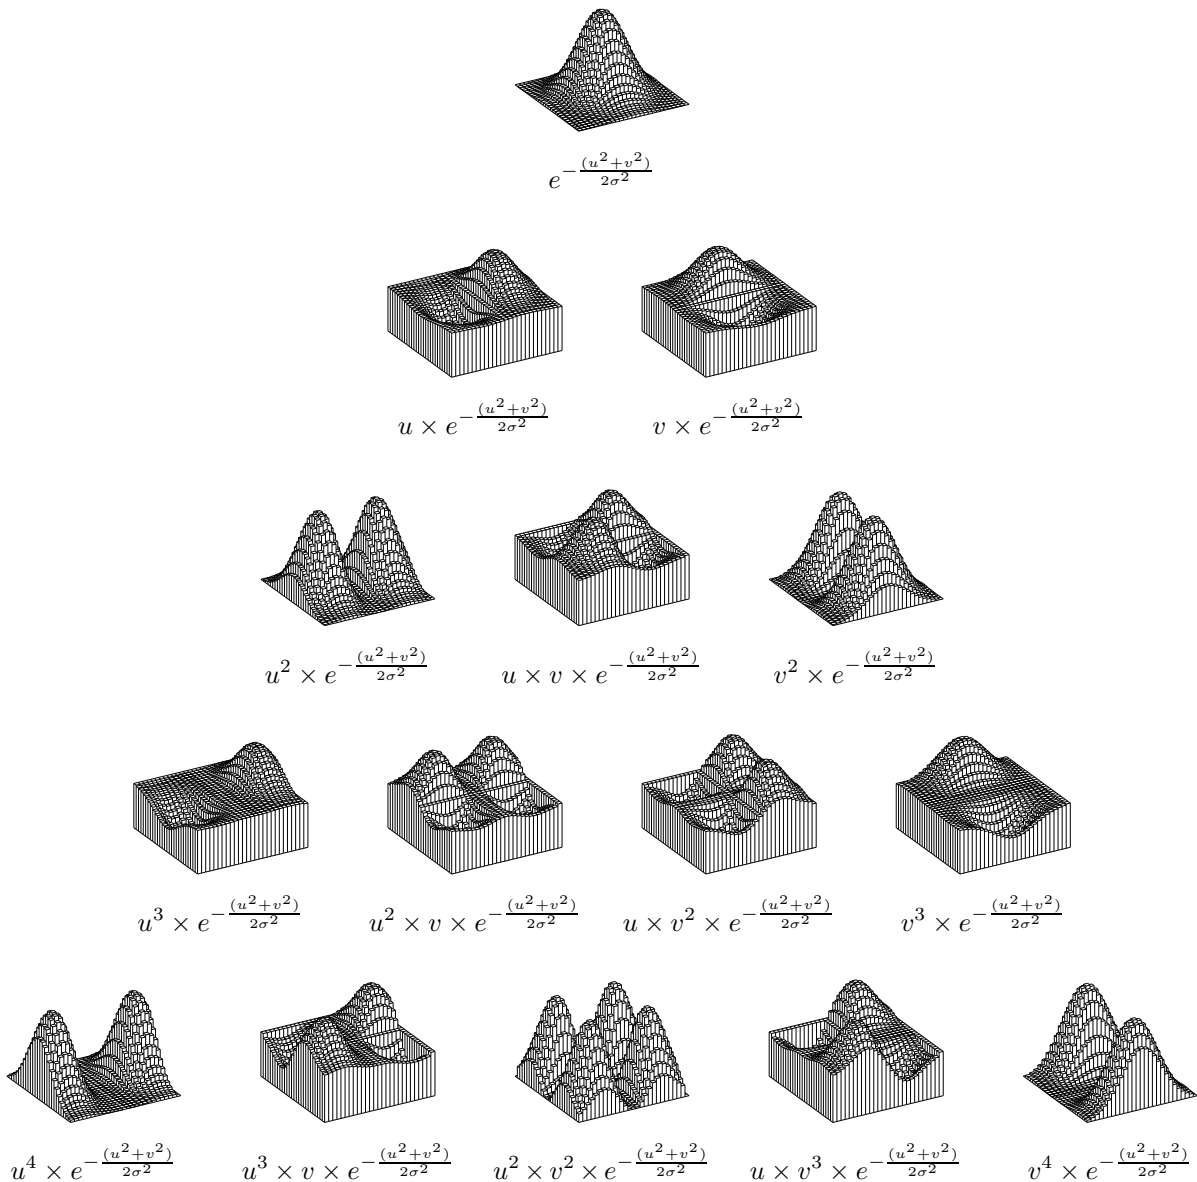 $e^{-\frac{(u^2+v^2)}{2\sigma^2}}$
$u \times e^{-\frac{(u^2+v^2)}{2\sigma^2}}$ $v \times e^{-\frac{(u^2+v^2)}{2\sigma^2}}$
$u^2 \times e^{-\frac{(u^2+v^2)}{2\sigma^2}}$ $u \times v \times e^{-\frac{(u^2+v^2)}{2\sigma^2}}$ $v^2 \times e^{-\frac{(u^2+v^2)}{2\sigma^2}}$
$u^3 \times e^{-\frac{(u^2+v^2)}{2\sigma^2}}$ $u^2 \times v \times e^{-\frac{(u^2+v^2)}{2\sigma^2}}$ $u \times v^2 \times e^{-\frac{(u^2+v^2)}{2\sigma^2}}$ $v^3 \times e^{-\frac{(u^2+v^2)}{2\sigma^2}}$
$u^4 \times e^{-\frac{(u^2+v^2)}{2\sigma^2}}$ $u^3 \times v \times e^{-\frac{(u^2+v^2)}{2\sigma^2}}$ $u^2 \times v^2 \times e^{-\frac{(u^2+v^2)}{2\sigma^2}}$ $u \times v^3 \times e^{-\frac{(u^2+v^2)}{2\sigma^2}}$ $v^4 \times e^{-\frac{(u^2+v^2)}{2\sigma^2}}$